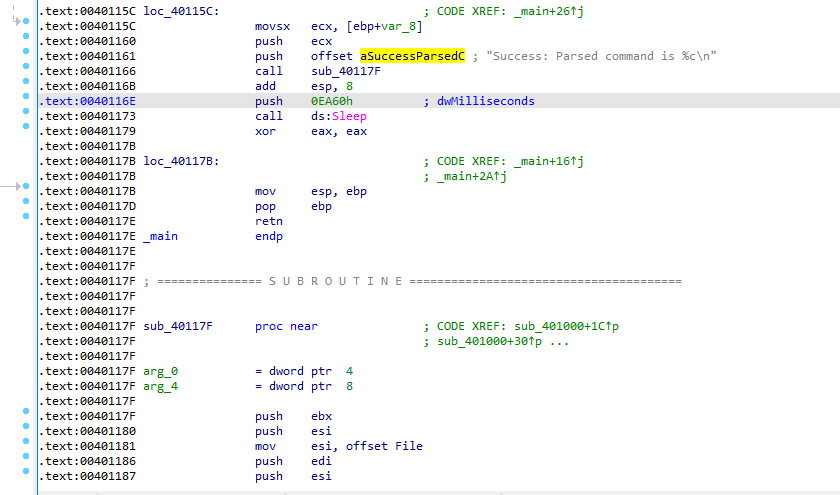 .text:0040115C loc_40115C: ; CODE XREF: _main+26↑j
.text:0040115C movsx ecx, [ebp+var_8]
.text:00401160 push ecx
.text:00401161 push offset aSuccessParsedC ; "Success: Parsed command is %c\n"
.text:00401166 call sub_40117F
.text:0040116B add esp, 8
.text:0040116E push 0EA60h ; dwMilliseconds
.text:00401173 call ds:Sleep
.text:00401179 xor eax, eax
.text:0040117B
.text:0040117B loc_40117B: ; CODE XREF: _main+16↑j
.text:0040117B ; _main+2A↑j
.text:0040117B mov esp, ebp
.text:0040117D pop ebp
.text:0040117E retn
.text:0040117E _main endp
.text:0040117E
.text:0040117F
.text:0040117F ; =============== S U B R O U T I N E =======================================
.text:0040117F
.text:0040117F
.text:0040117F sub_40117F proc near ; CODE XREF: sub_401000+1C↑p
.text:0040117F ; sub_401000+30↑p ...
.text:0040117F
.text:0040117F arg_0 = dword ptr 4
.text:0040117F arg_4 = dword ptr 8
.text:0040117F
.text:0040117F push ebx
.text:00401180 push esi
.text:00401181 mov esi, offset File
.text:00401186 push edi
.text:00401187 push esi